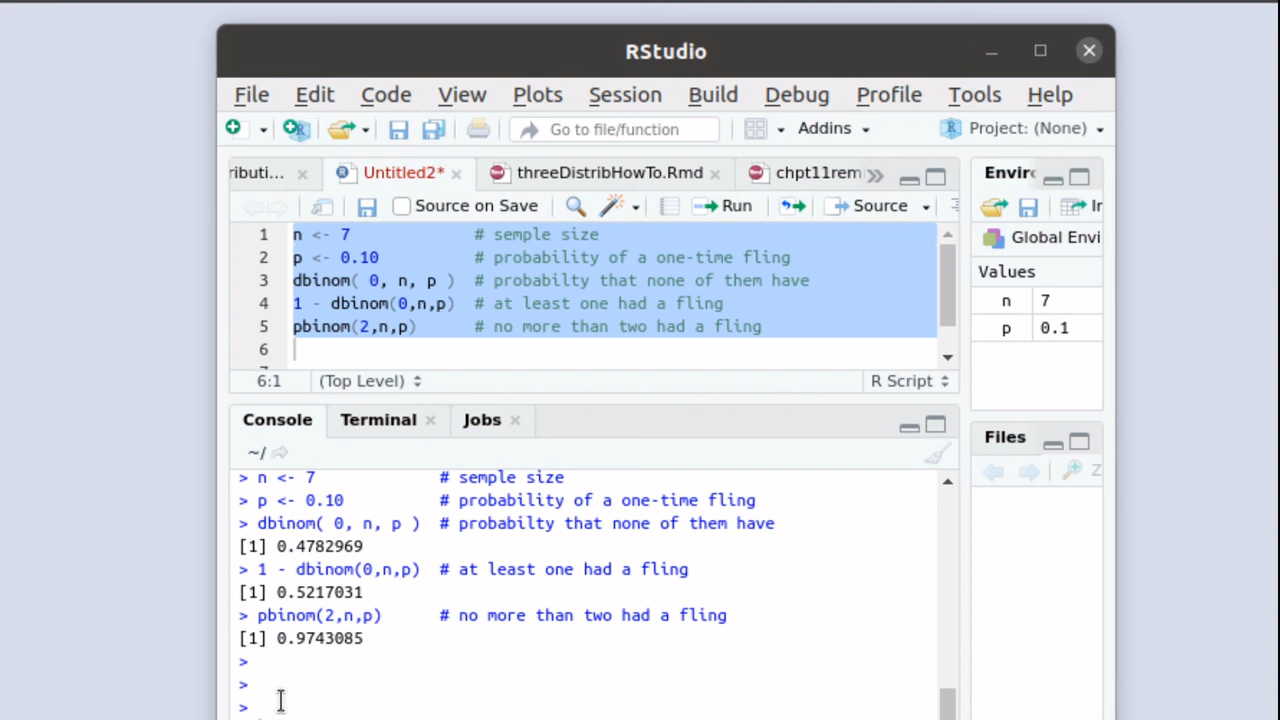 RStudio
File Edit Code View Plots Session Build Debug Profile Tools Help
Go to file/function Addins Project: (None)
ributi... Untitled2* threeDistribHowTo.Rmd chpt11rem
Source on Save Run Source
1 n <- 7 # semple size
2 p <- 0.10 # probability of a one-time fling
3 dbinom( 0, n, p ) # probabilty that none of them have
4 1 - dbinom(0,n,p) # at least one had a fling
5 pbinom(2,n,p) # no more than two had a fling
6
6:1 (Top Level) R Script
Console Terminal Jobs
~/
> n <- 7 # semple size
> p <- 0.10 # probability of a one-time fling
> dbinom( 0, n, p ) # probabilty that none of them have
[1] 0.4782969
> 1 - dbinom(0,n,p) # at least one had a fling
[1] 0.5217031
> pbinom(2,n,p) # no more than two had a fling
[1] 0.9743085
>
>
>
Envir
Global Envi
Values
n 7
p 0.1
Files